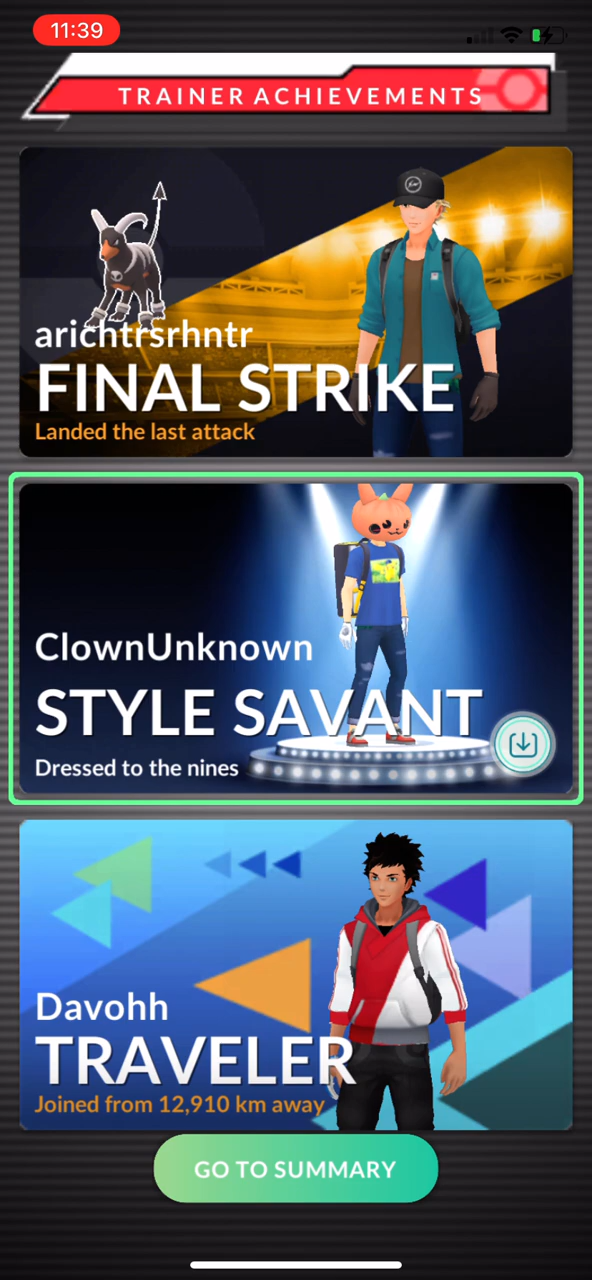 11:39
TRAINER ACHIEVEMENTS
arichtrsrhntr
FINAL STRIKE
Landed the last attack
ClownUnknown
STYLE SAVANT
Dressed to the nines
Davohh
TRAVELER
Joined from 12,910 km away
GO TO SUMMARY